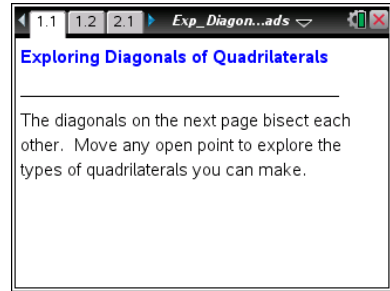 1.1 1.2 2.1 Exp_Diagon...ads
Exploring Diagonals of Quadrilaterals
The diagonals on the next page bisect each
other. Move any open point to explore the
types of quadrilaterals you can make.